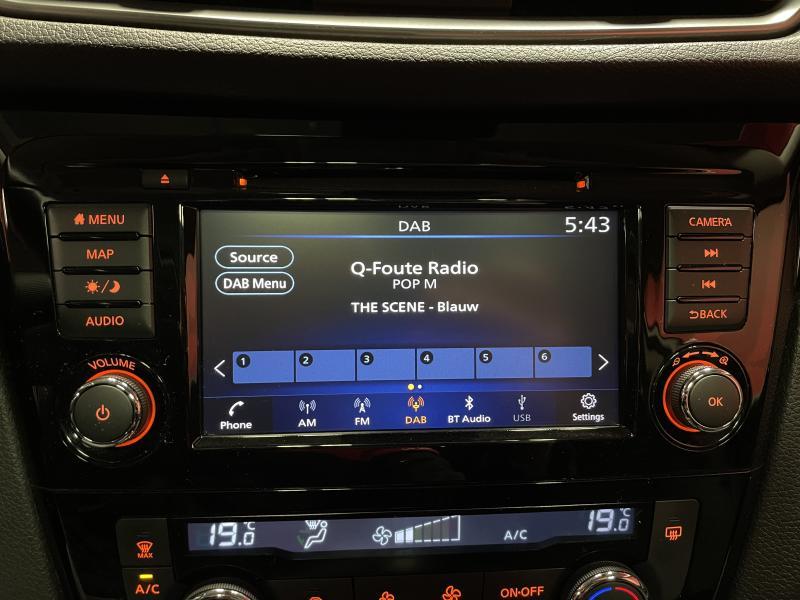 MENU
MAP
AUDIO
VOLUME
DAB
5:43
Source
DAB Menu
Q-Foute Radio
POP M
THE SCENE - Blauw
1 2 3 4 5 6
Phone
AM
FM
DAB
BT Audio
USB
Settings
CAMERA
BACK
OK
19.0 °C
A/C
19.0 °C
MAX
A/C
ON·OFF